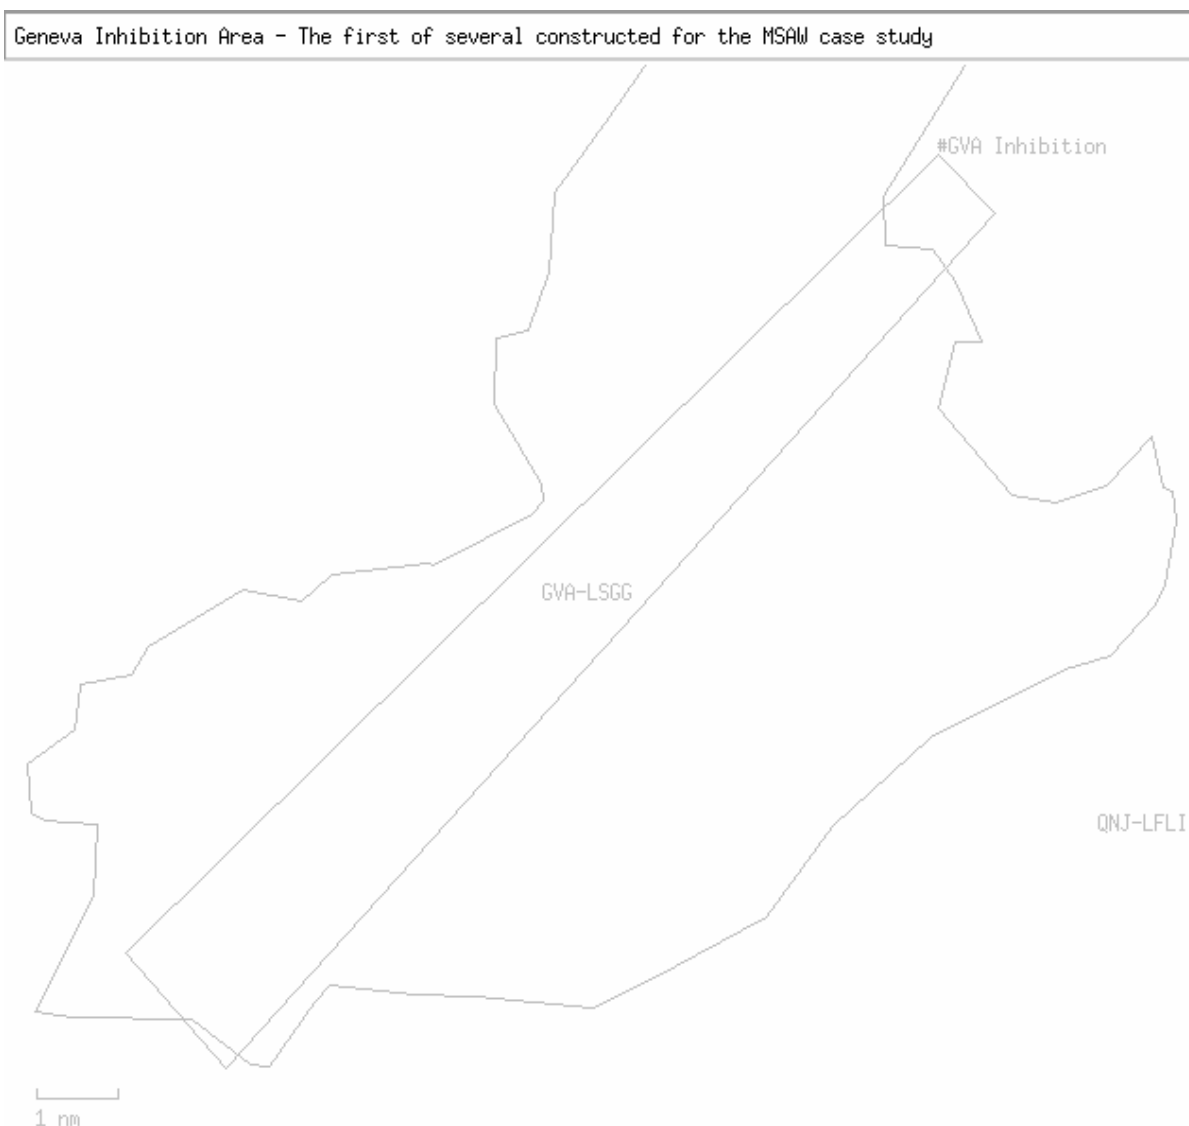 Geneva Inhibition Area - The first of several constructed for the MSAW case study
#GVA Inhibition
GVA-LSGG
QNJ-LFLI
1 nm